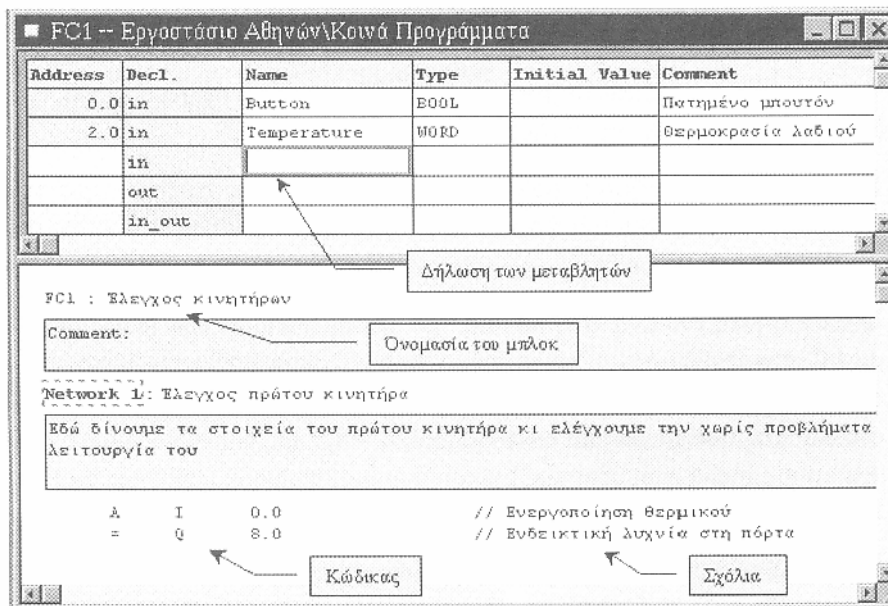 FC1 -- Εργοστάσιο Αθηνών\Κοινά Προγράμματα
Address Decl. Name Type Initial Value Comment
0.0 in Button BOOL Πατημένο μπουτόν
2.0 in Temperature WORD Θερμοκρασία λαδιού
in
out
in_out
Δήλωση των μεταβλητών
FC1 : Έλεγχος κινητήρων
Comment:
Όνομασία του μπλοκ
Network 1: Έλεγχος πρώτου κινητήρα
Εδώ δίνουμε τα στοιχεία του πρώτου κινητήρα κι ελέγχουμε την χωρίς προβλήματα
λειτουργία του
A I 0.0 // Ενεργοποίηση θερμικού
= Q 8.0 // Ενδεικτική λυχνία στη πόρτα
Κώδικας
Σχόλια